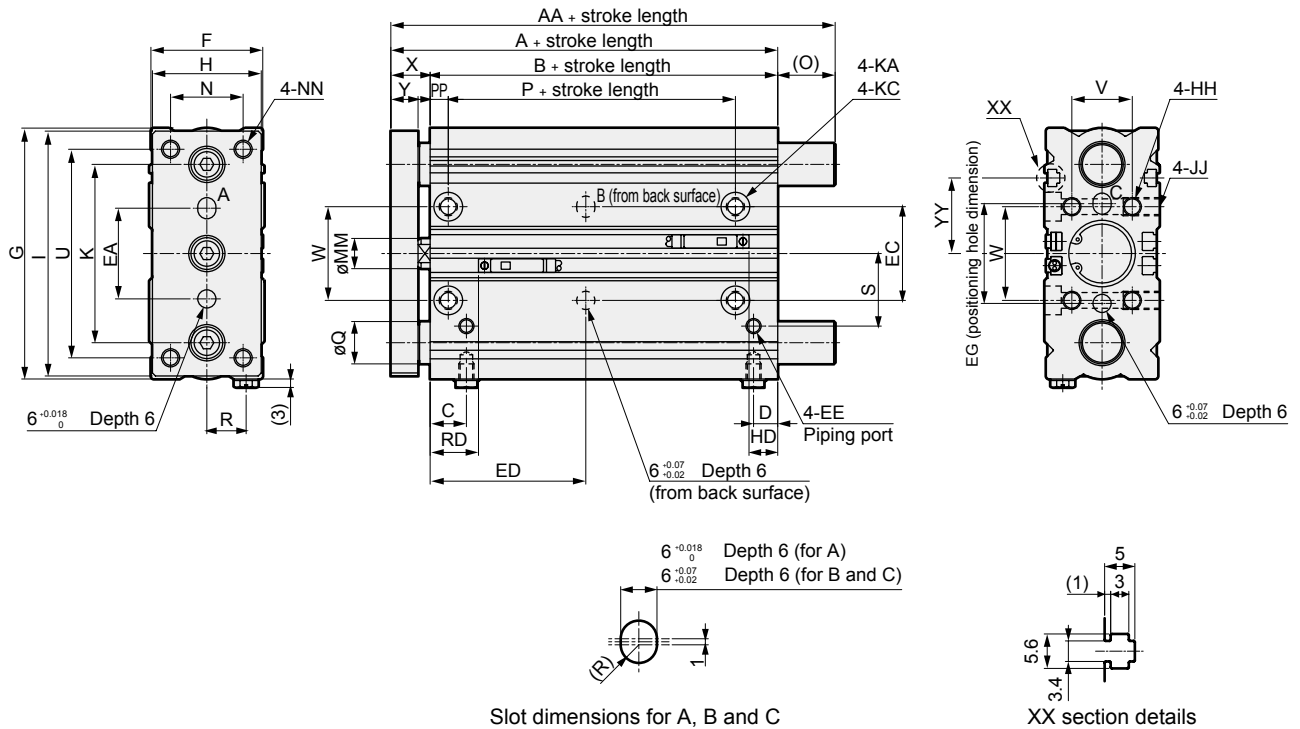 AA + stroke length
A + stroke length
F
H
N
4-NN
X
B + stroke length
(O)
Y
PP
P + stroke length
4-KA
4-KC
V
4-HH
XX
4-JJ
G
I
U
K
EA
A
W
øMM
øQ
B (from back surface)
EC
S
C
YY
W
EG (positioning hole dimension)
6 +0.018 0 Depth 6
R
(3)
C
RD
ED
D
HD
4-EE
Piping port
6 +0.07 +0.02 Depth 6
(from back surface)
6 +0.07 +0.02 Depth 6
6 +0.018 0 Depth 6 (for A)
6 +0.07 +0.02 Depth 6 (for B and C)
(R)
1
5
(1)
3
5.6
3.4
Slot dimensions for A, B and C
XX section details